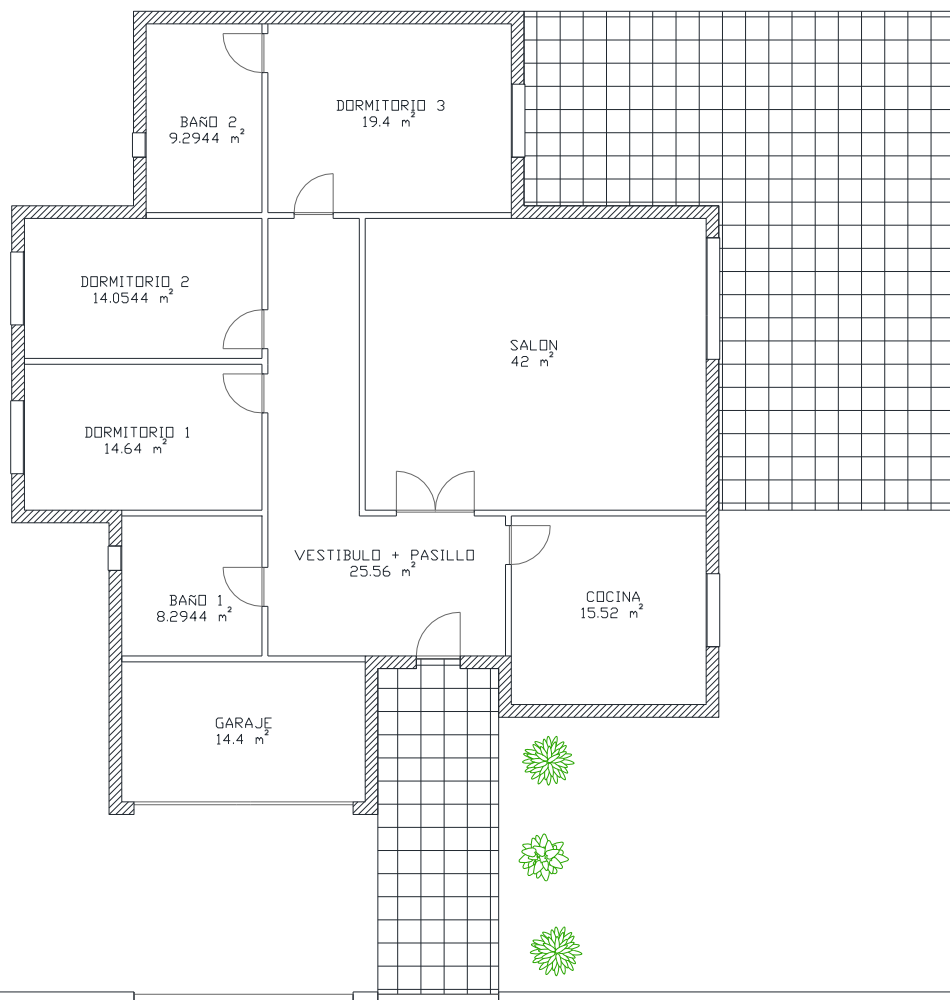 DORMITORIO 3
19.4 m²
BAÑO 2
9.2944 m²
DORMITORIO 2
14.0544 m²
SALON
42 m²
DORMITORIO 1
14.64 m²
VESTIBULO + PASILLO
25.56 m²
BAÑO 1
8.2944 m²
COCINA
15.52 m²
GARAJE
14.4 m²